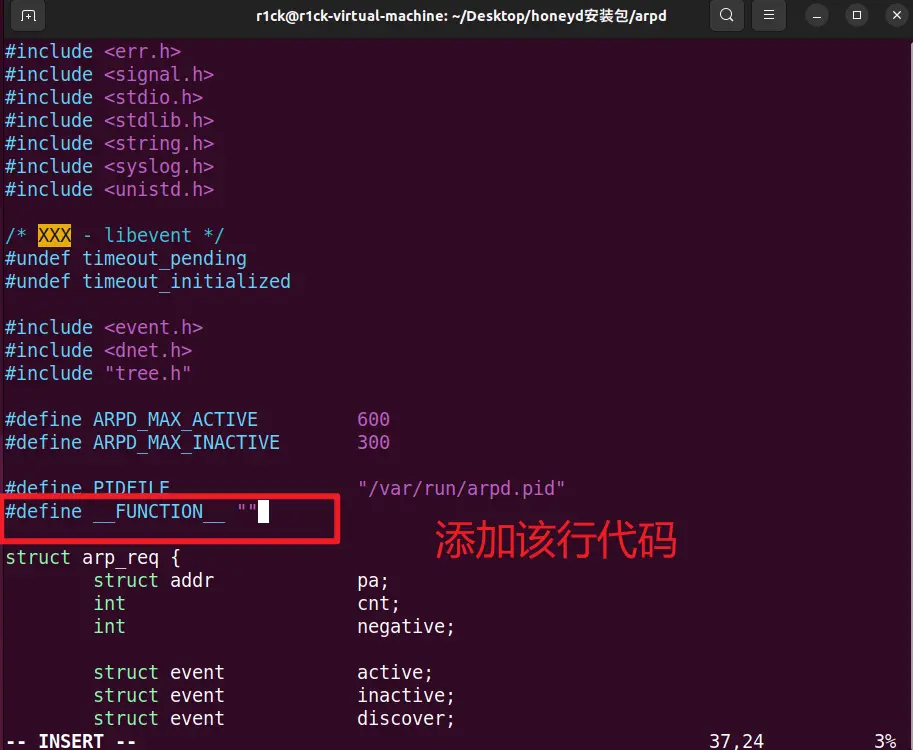 r1ck@r1ck-virtual-machine: ~/Desktop/honeyd安装包/arpd
#include <err.h>
#include <signal.h>
#include <stdio.h>
#include <stdlib.h>
#include <string.h>
#include <syslog.h>
#include <unistd.h>
/* XXX - libevent */
#undef timeout_pending
#undef timeout_initialized
#include <event.h>
#include <dnet.h>
#include "tree.h"
#define ARPD_MAX_ACTIVE 600
#define ARPD_MAX_INACTIVE 300
#define PIDFILE "/var/run/arpd.pid"
#define __FUNCTION__ ""
添加该行代码
struct arp_req {
struct addr pa;
int cnt;
int negative;
struct event active;
struct event inactive;
struct event discover;
-- INSERT -- 37,24 3%